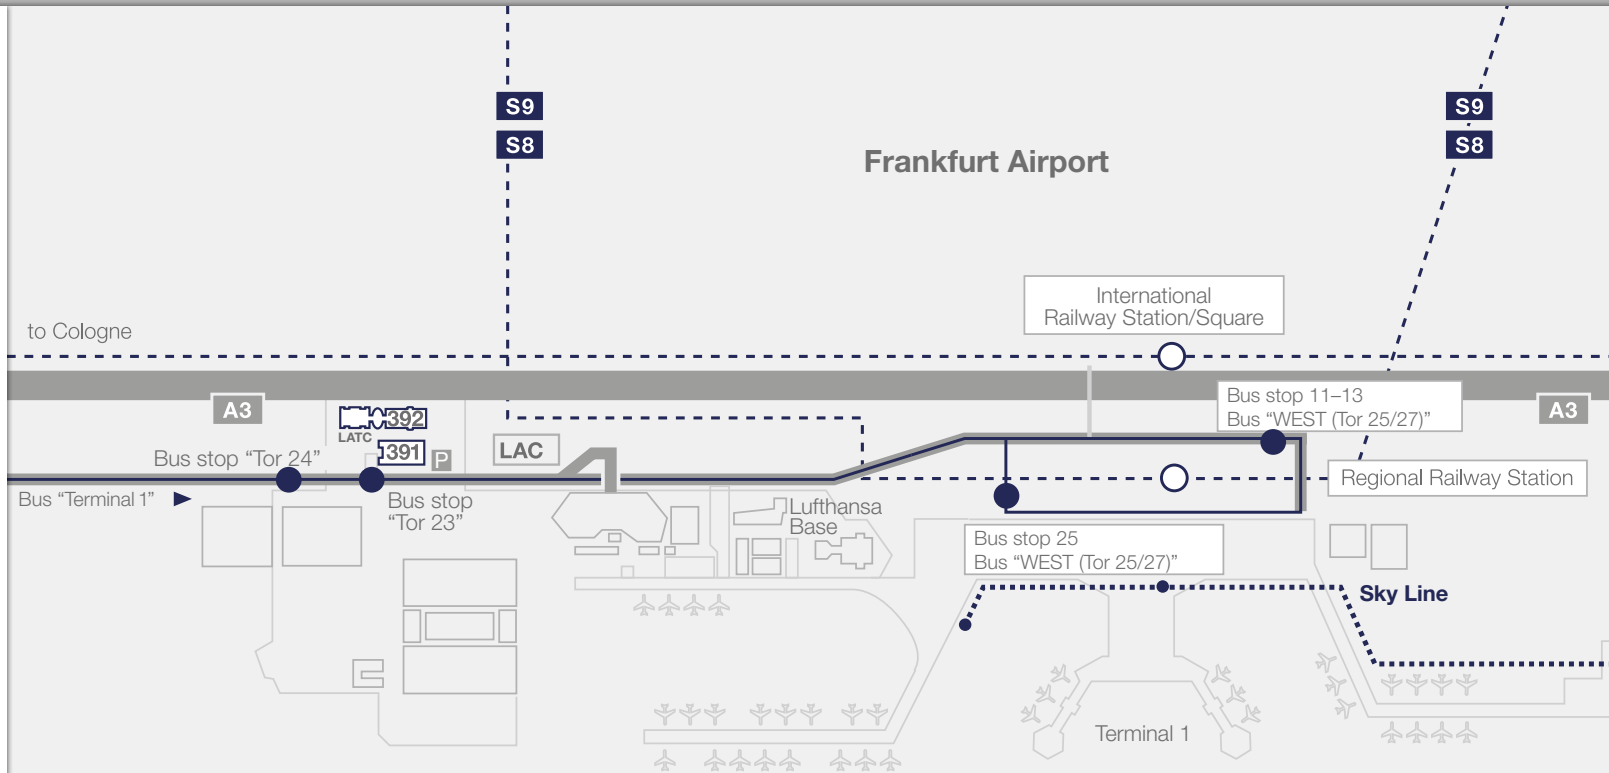 S9
S8
S9
S8
Frankfurt Airport
International
Railway Station/Square
to Cologne
Bus stop 11–13
Bus “WEST (Tor 25/27)”
A3
A3
392
LATC
391
P
LAC
Bus stop “Tor 24”
Regional Railway Station
Bus “Terminal 1”
Bus stop
“Tor 23”
Lufthansa
Base
Bus stop 25
Bus “WEST (Tor 25/27)”
Sky Line
Terminal 1